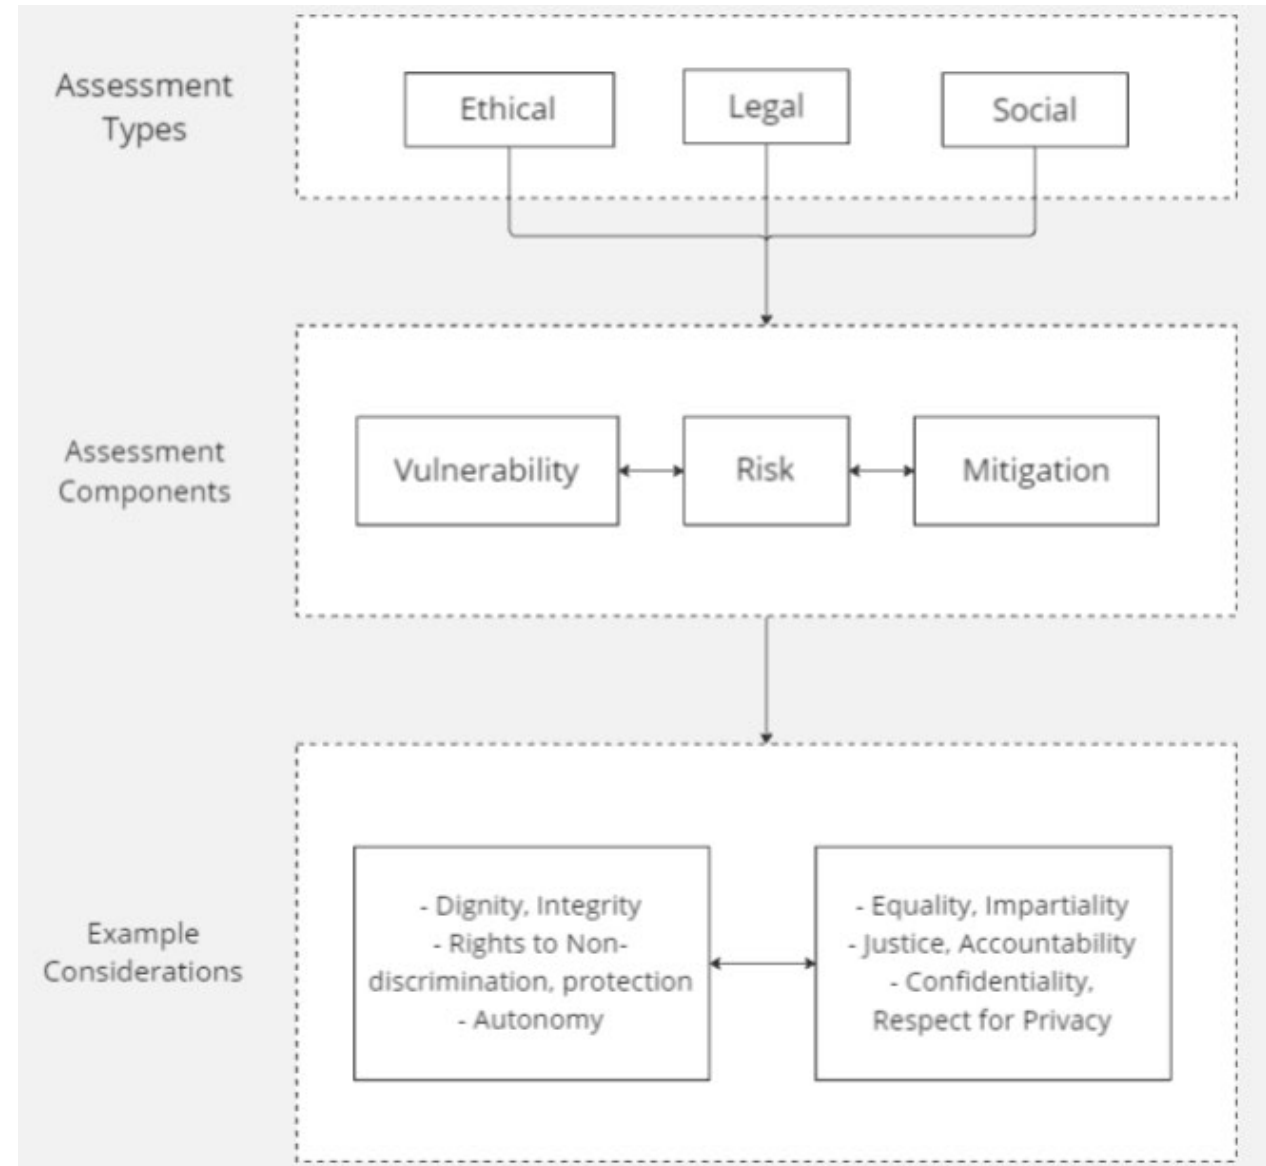 Assessment
Types
Ethical
Legal
Social
Assessment
Components
Vulnerability
Risk
Mitigation
Example
Considerations
- Dignity, Integrity
- Rights to Non-
discrimination, protection
- Autonomy
- Equality, Impartiality
- Justice, Accountability
- Confidentiality,
Respect for Privacy